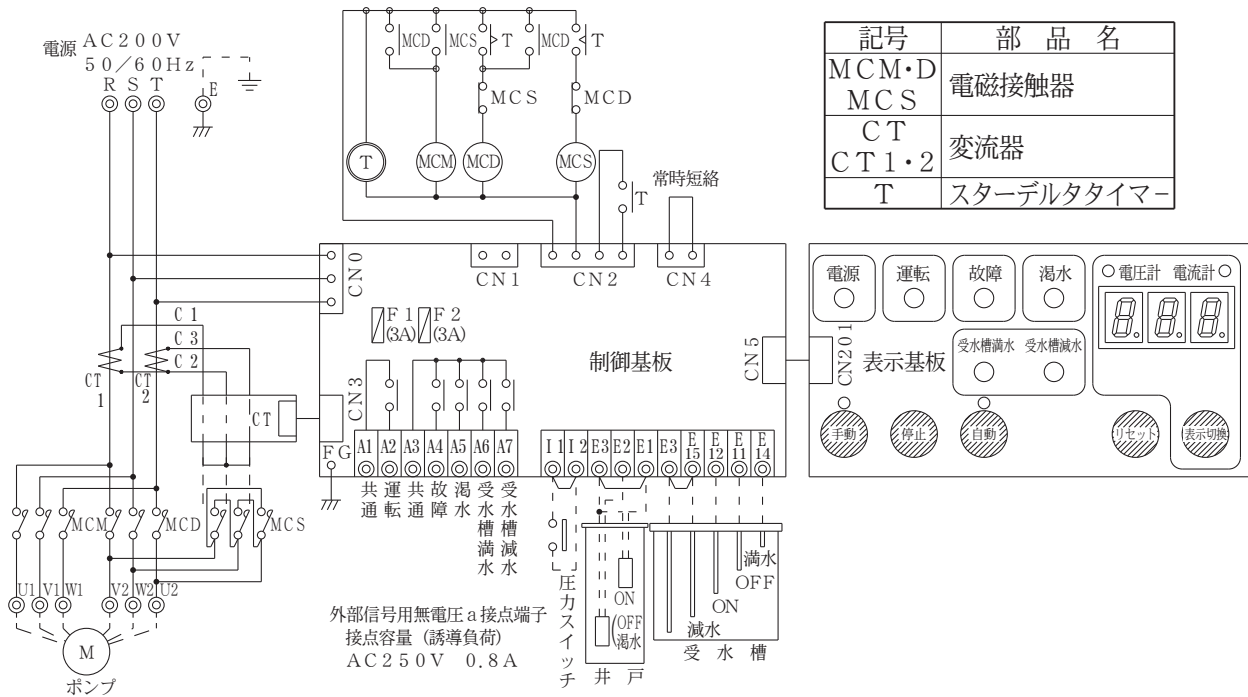 電源 AC200V
50/60Hz
R S T E
MCD MCS T MCD T
MCS MCD
T MCM MCD MCS
T
常時短絡
記号 部品名
MCM・D
MCS
電磁接触器
CT
CT1・2
変流器
T スターデルタタイマー
CN0
CN1 CN2 CN4
F1
(3A)
F2
(3A)
制御基板
CN5
CN3
CT
FG
C1
C3
C2
CT
1
CT
2
A1 A2 A3 A4 A5 A6 A7
共通
運転
共通
故障
渇水
受水槽満水
受水槽減水
I1 I2 E3 E2 E1 E3 E15 E12 E11 E14
電源 運転 故障 渇水
電圧計 電流計
8.8.8.
CN201
表示基板
受水槽満水 受水槽減水
手動 停止 自動 リセット 表示切換
MCM MCD MCS
U1 V1 W1 V2 W2 U2
M
ポンプ
外部信号用無電圧a接点端子
接点容量(誘導負荷)
AC250V 0.8A
圧力スイッチ
ON
(OFF
渇水
井戸
満水
OFF
ON
減水
受水槽